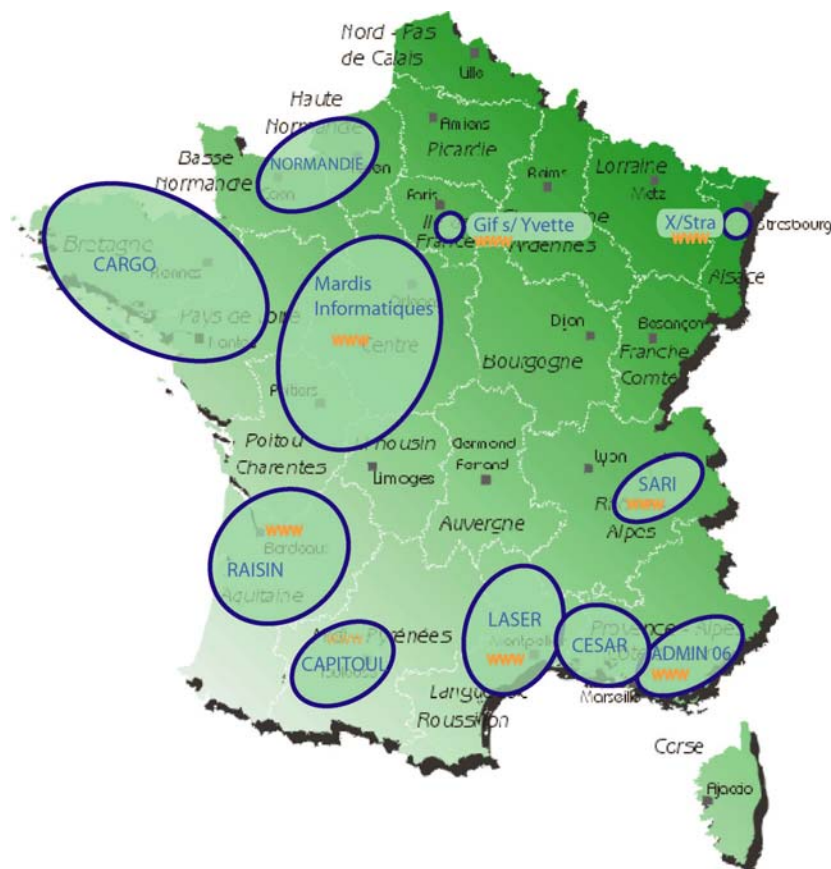 Nord - Pas
de Calais
Lille
Haute
Normandie
Amiens
Picardie
NORMANDIE
Basse
Normandie
Caen
Lorraine
Reims
Metz
Paris
Gif s/ Yvette
www
France
Ardennes
X/Stra
www
Strasbourg
Alsace
Bretagne
CARGO
Rennes
Pays de Loire
Nantes
Mardis
Informatiques
Orléans
www
Centre
Poitiers
Dijon
Bourgogne
Besançon
Franche
Comté
Poitou
Charentes
Limousin
Limoges
Clermond
Ferrand
Auvergne
Lyon
SARI
www
Alpes
www
Bordeaux
RAISIN
Aquitaine
Pyrénées
CAPITOUL
Toulouse
LASER
Montpellier
www
Roussillon
CESAR
Provence - Alpes
ADMIN 06
www
Marseille
Corse
Ajaccio